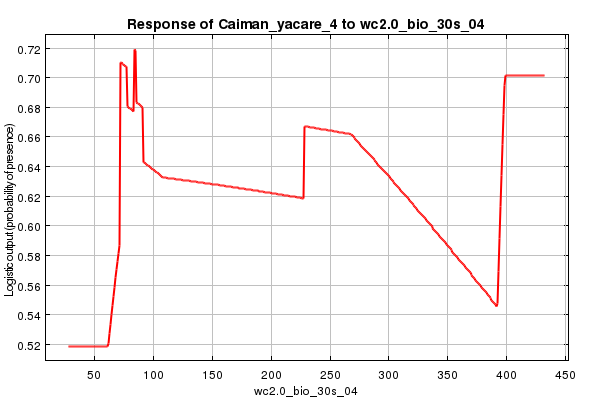 Response of Caiman_yacare_4 to wc2.0_bio_30s_04
Logistic output (probability of presence)
0.72
0.70
0.68
0.66
0.64
0.62
0.60
0.58
0.56
0.54
0.52
50 100 150 200 250 300 350 400 450
wc2.0_bio_30s_04